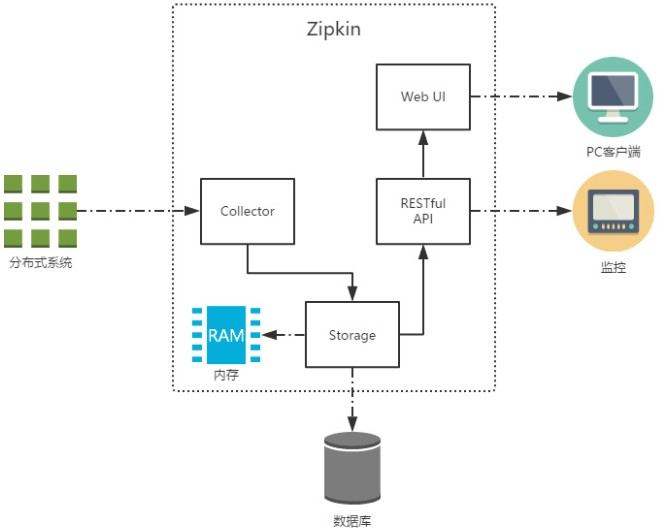 Zipkin
Web UI
PC客户端
Collector
RESTful
API
分布式系统
监控
RAM
Storage
内存
数据库